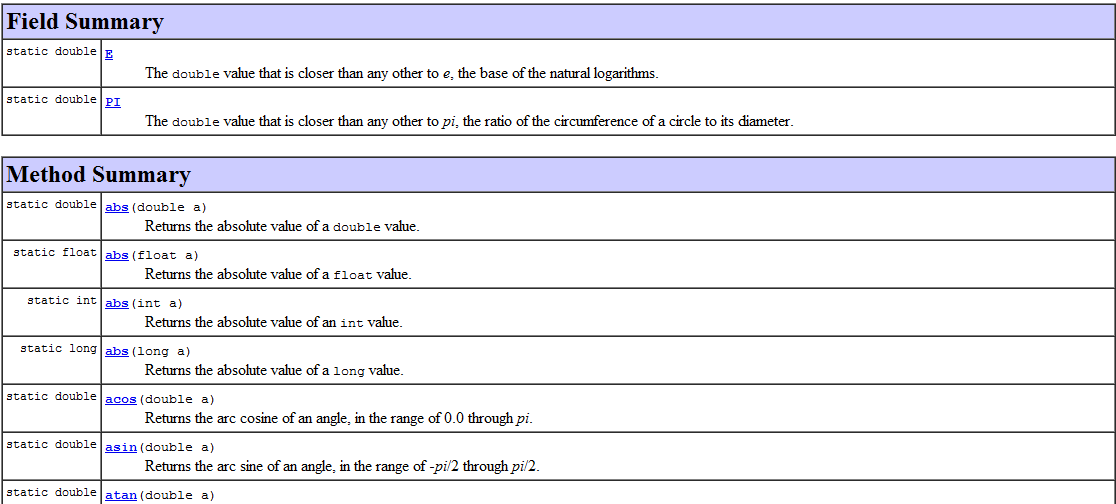 Field Summary
static double E
The double value that is closer than any other to e, the base of the natural logarithms.
static double PI
The double value that is closer than any other to pi, the ratio of the circumference of a circle to its diameter.
Method Summary
static double abs(double a)
Returns the absolute value of a double value.
static float abs(float a)
Returns the absolute value of a float value.
static int abs(int a)
Returns the absolute value of an int value.
static long abs(long a)
Returns the absolute value of a long value.
static double acos(double a)
Returns the arc cosine of an angle, in the range of 0.0 through pi.
static double asin(double a)
Returns the arc sine of an angle, in the range of -pi/2 through pi/2.
static double atan(double a)